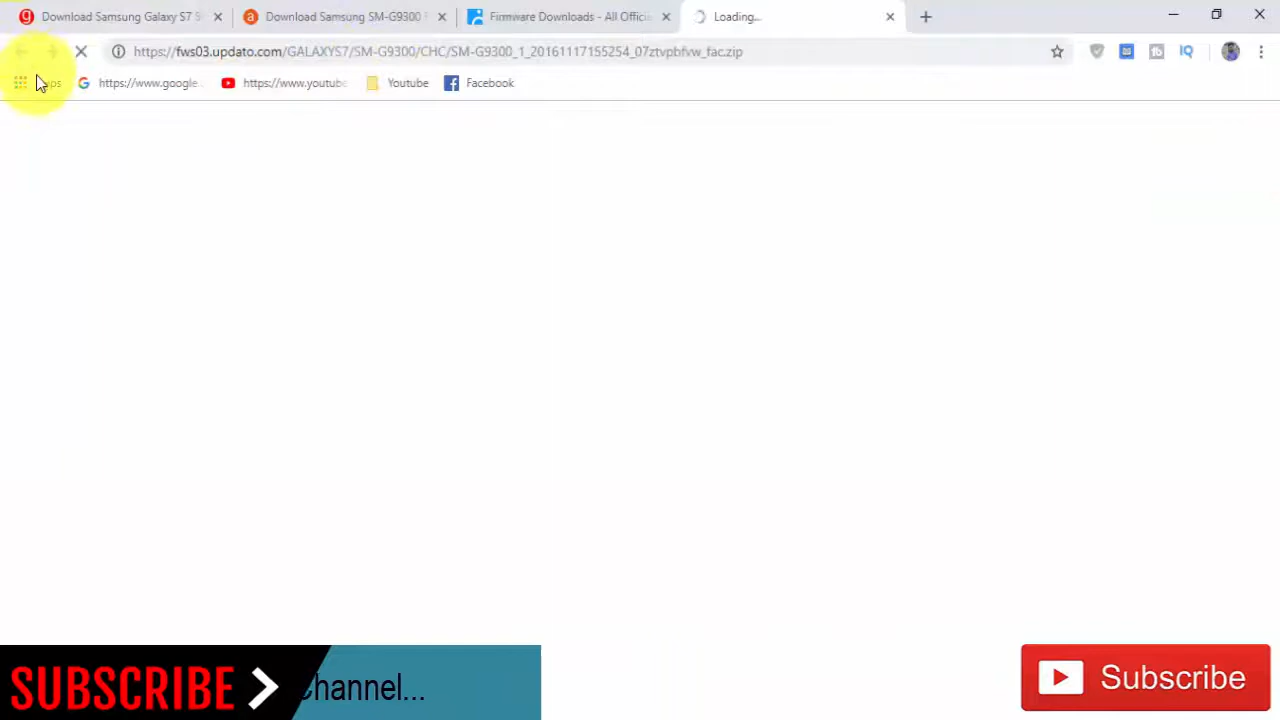 Download Samsung Galaxy S7 S
Download Samsung SM-G9300
Firmware Downloads - All Offici
Loading...
https://fws03.updato.com/GALAXYS7/SM-G9300/CHC/SM-G9300_1_20161117155254_07ztvpbfvw_fac.zip
IQ
https://www.google
https://www.youtube
Youtube
Facebook
SUBSCRIBE
Channel...
Subscribe